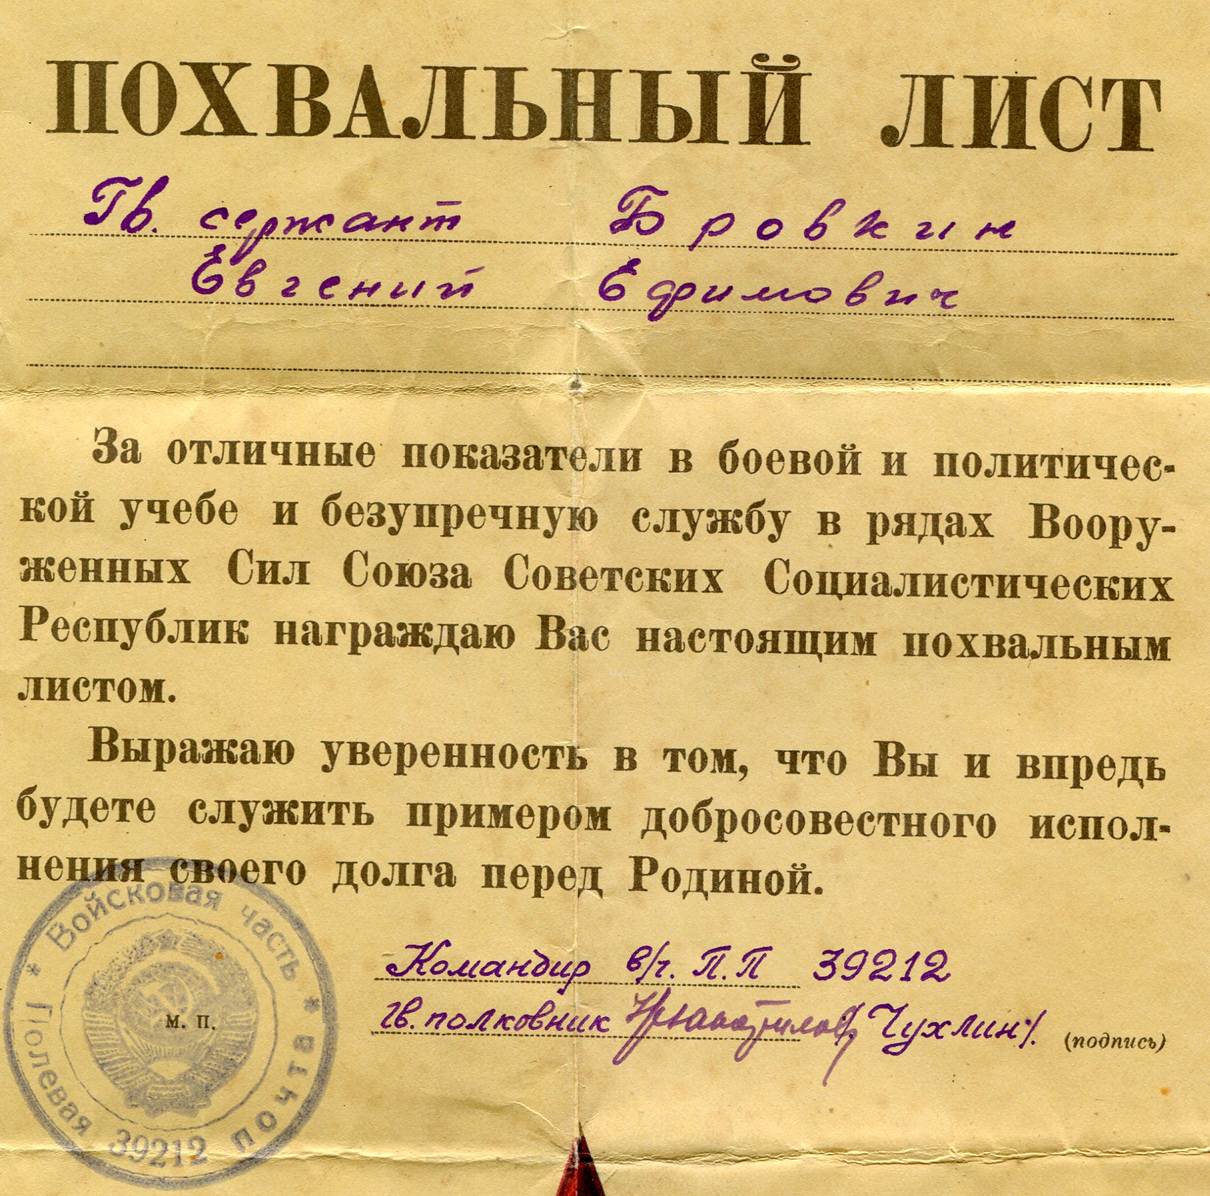 ПОХВАЛЬНЫЙ ЛИСТ
Гв. сержант Бровкин
Евгений Ефимович
За отличные показатели в боевой и политичес-
кой учебе и безупречную службу в рядах Воору-
женных Сил Союза Советских Социалистических
Республик награждаю Вас настоящим похвальным
листом.
Выражаю уверенность в том, что Вы и впредь
будете служить примером добросовестного испол-
нения своего долга перед Родиной.
Командир в/ч. П.П 39212
гв. полковник /Чухлин/.
(подпись)
м. п.
* Войсковая часть *
Полевая почта
39212